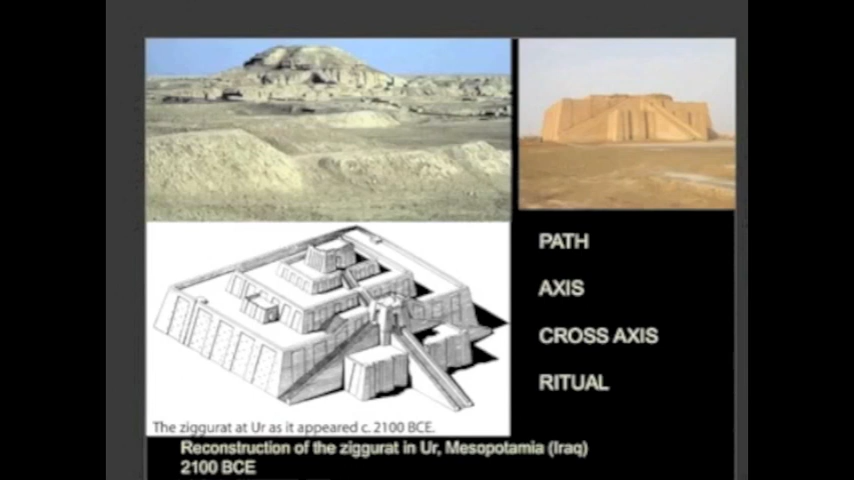 PATH
AXIS
CROSS AXIS
RITUAL
The ziggurat at Ur as it appeared c. 2100 BCE.
Reconstruction of the ziggurat in Ur, Mesopotamia (Iraq)
2100 BCE